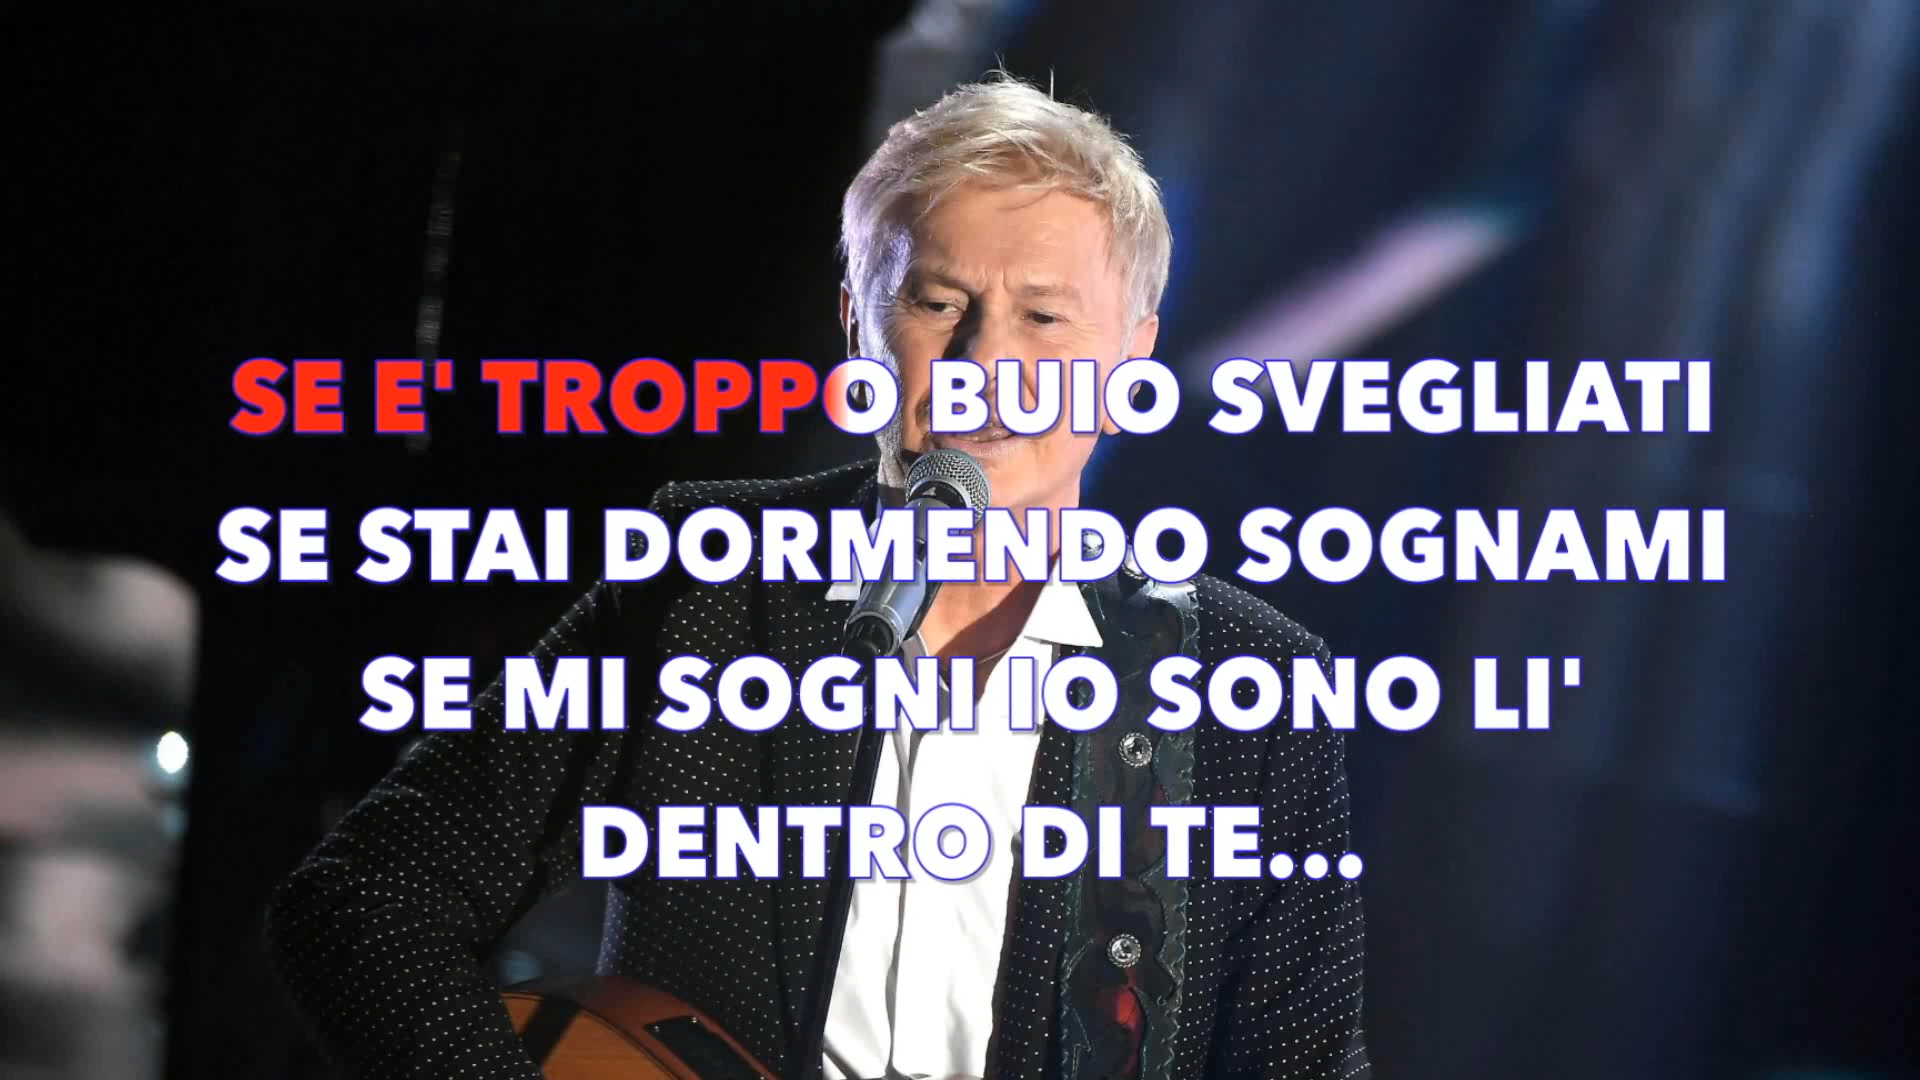 SE E' TROPPO BUIO SVEGLIATI
SE STAI DORMENDO SOGNAMI
SE MI SOGNI IO SONO LI'
DENTRO DI TE...